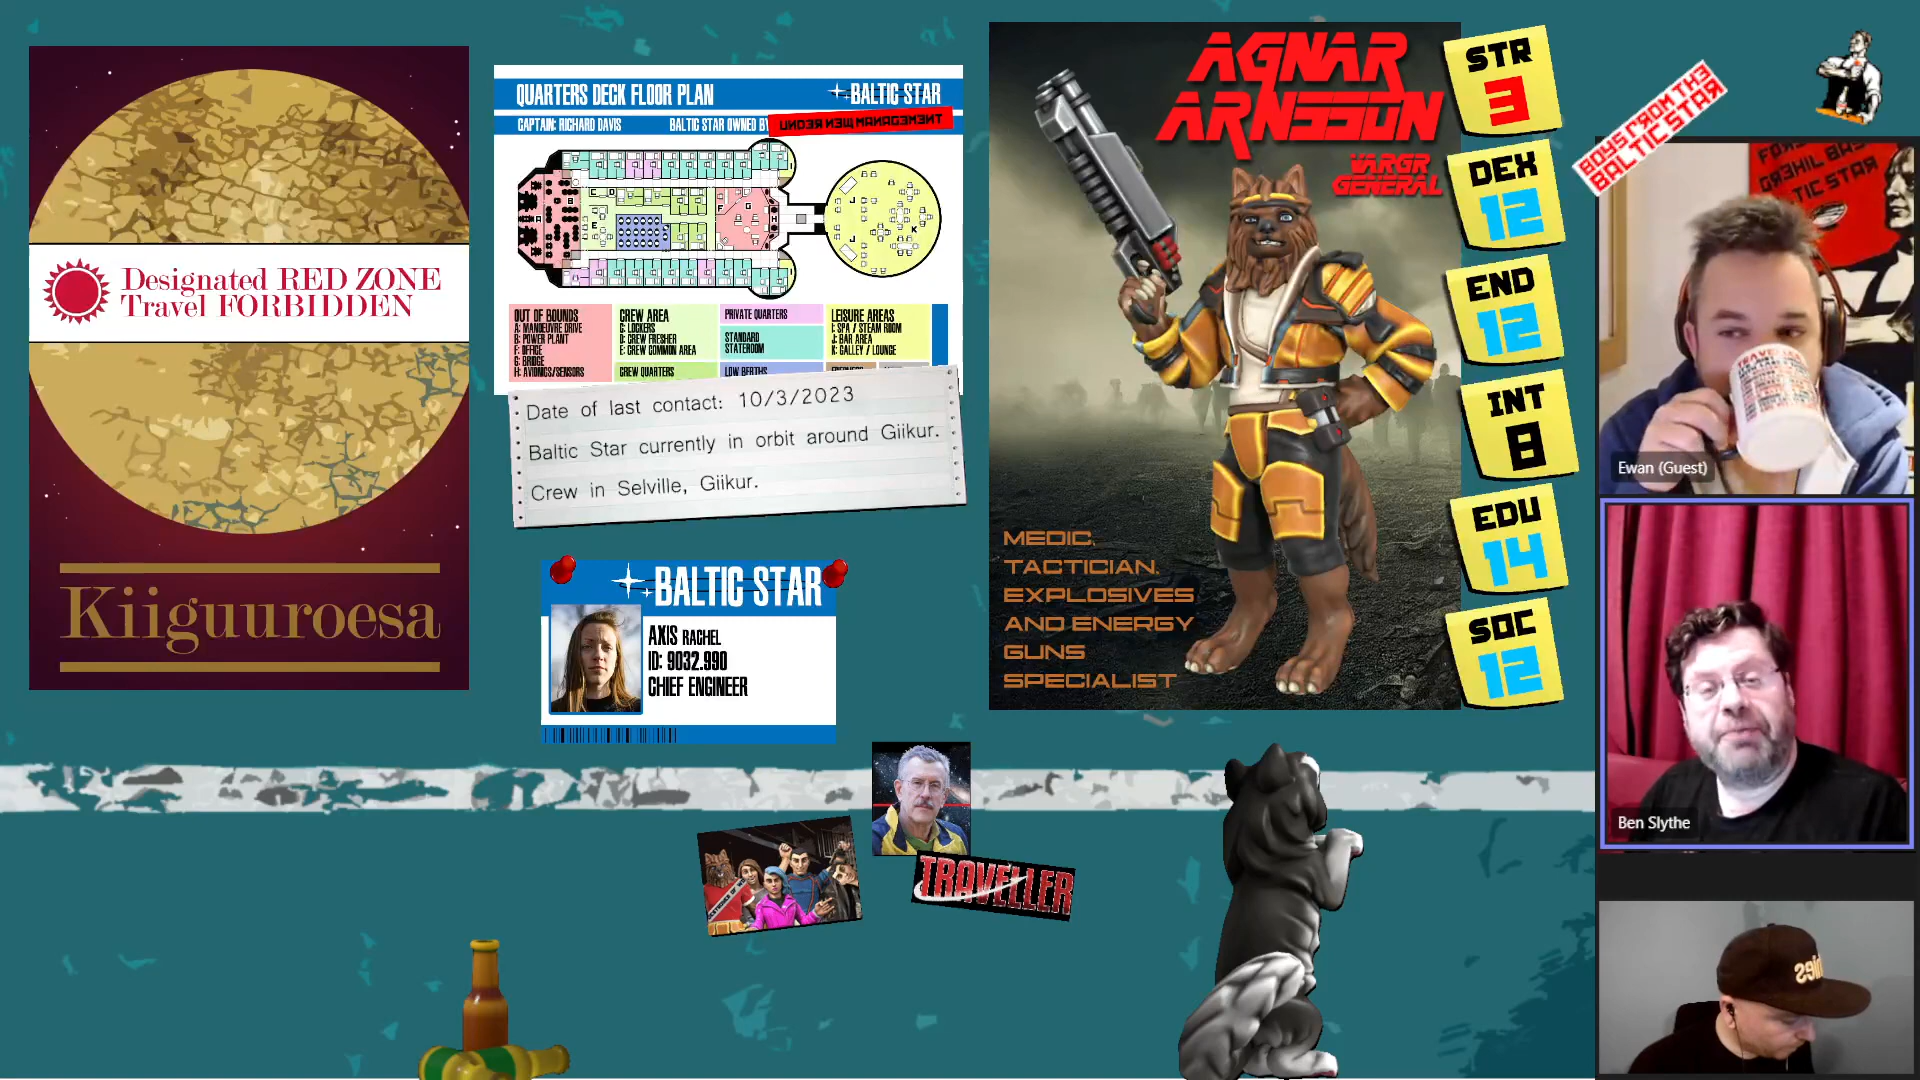 Designated RED ZONE
Travel FORBIDDEN
Kiiguuroesa
QUARTERS DECK FLOOR PLAN
BALTIC STAR
CAPTAIN: RICHARD DAVIS
BALTIC STAR OWNED BY
UNDER NEW MANAGEMENT
OUT OF BOUNDS
A: MANOEUVRE DRIVE
B: POWER PLANT
F: OFFICE
G: BRIDGE
H: AVIONICS/SENSORS
CREW AREA
C: LOCKERS
D: CREW FRESHER
E: CREW COMMON AREA
CREW QUARTERS
PRIVATE QUARTERS
STANDARD
STATEROOM
LOW BERTHS
LEISURE AREAS
I: SPA / STEAM ROOM
J: BAR AREA
K: GALLEY / LOUNGE
Date of last contact: 10/3/2023
Baltic Star currently in orbit around Giikur.
Crew in Selville, Giikur.
BALTIC STAR
AXIS RACHEL
ID: 9032.990
CHIEF ENGINEER
TRAVELLER
AGNAR
ARNSSUN
VARGR
GENERAL
MEDIC,
TACTICIAN.
EXPLOSIVES
AND ENERGY
GUNS
SPECIALIST
STR
3
DEX
12
END
12
INT
8
EDU
14
SOC
12
BOYS FROM THE
BALTIC STAR
Ewan (Guest)
Ben Slythe